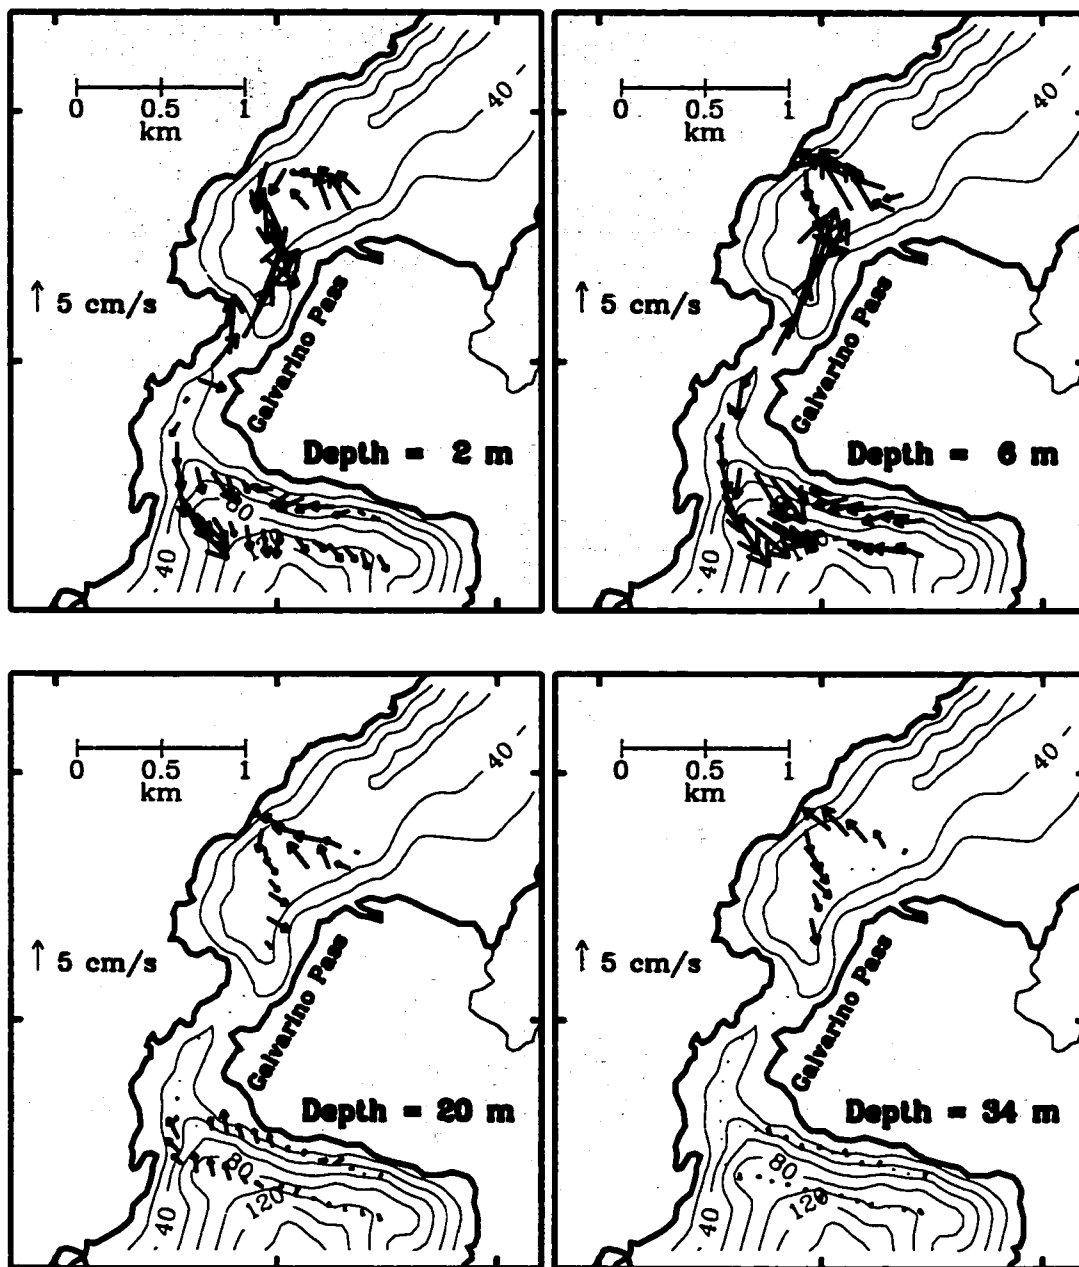 40
0 0.5 1
km
↑ 5 cm/s
Galvarino Pass
Depth = 2 m
80
120
40
40
0 0.5 1
km
↑ 5 cm/s
Galvarino Pass
Depth = 6 m
40
40
0 0.5 1
km
↑ 5 cm/s
Galvarino Pass
Depth = 20 m
80
120
40
40
0 0.5 1
km
↑ 5 cm/s
Galvarino Pass
Depth = 34 m
80
120
40